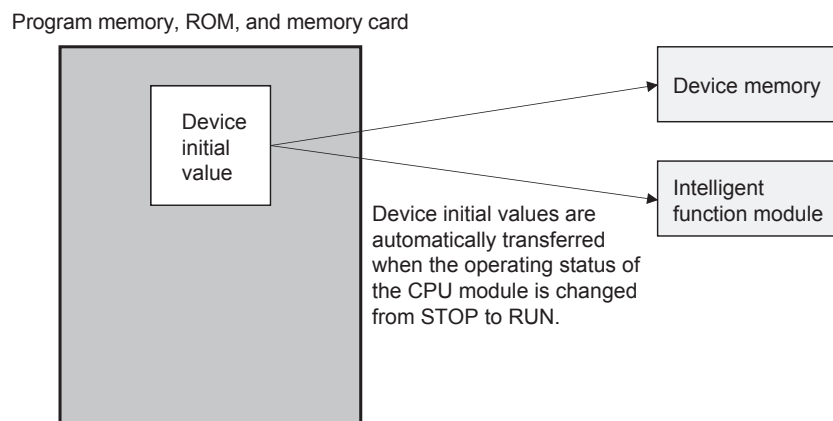 Program memory, ROM, and memory card
Device
initial
value
Device memory
Intelligent
function module
Device initial values are
automatically transferred
when the operating status of
the CPU module is changed
from STOP to RUN.